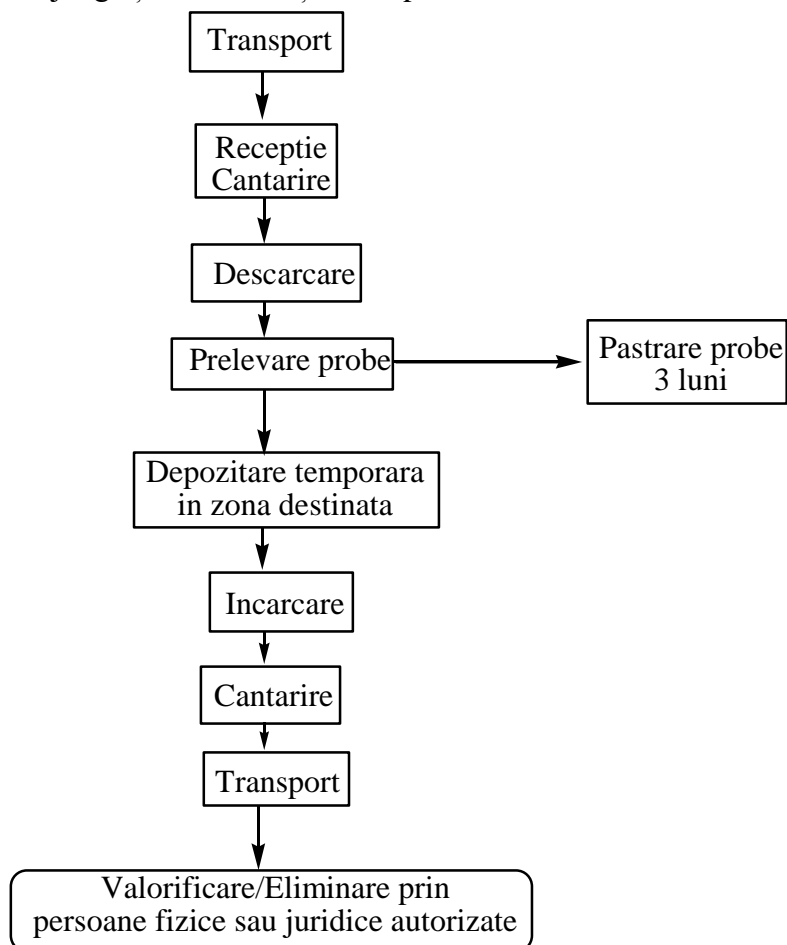 Transport
Receptie
Cantarire
Descarcare
Prelevare probe
Pastrare probe
3 luni
Depozitare temporara
in zona destinata
Incarcare
Cantarire
Transport
Valorificare/Eliminare prin
persoane fizice sau juridice autorizate